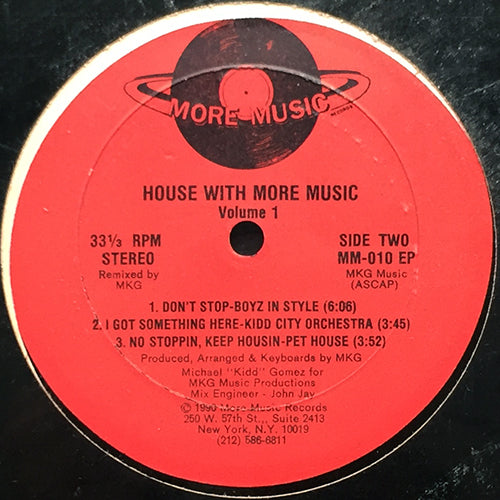 MORE MUSIC
RECORDS
HOUSE WITH MORE MUSIC
Volume 1
33⅓ RPM
STEREO
Remixed by
MKG
SIDE TWO
MM-010 EP
MKG Music
(ASCAP)
1. DON'T STOP-BOYZ IN STYLE (6:06)
2. I GOT SOMETHING HERE-KIDD CITY ORCHESTRA (3:45)
3. NO STOPPIN, KEEP HOUSIN-PET HOUSE (3:52)
Produced, Arranged & Keyboards by MKG
Michael "Kidd" Gomez for
MKG Music Productions
Mix Engineer - John Jay
© 1990 More Music Records
250 W. 57th St., Suite 2413
New York, N.Y. 10019
(212) 586-6811